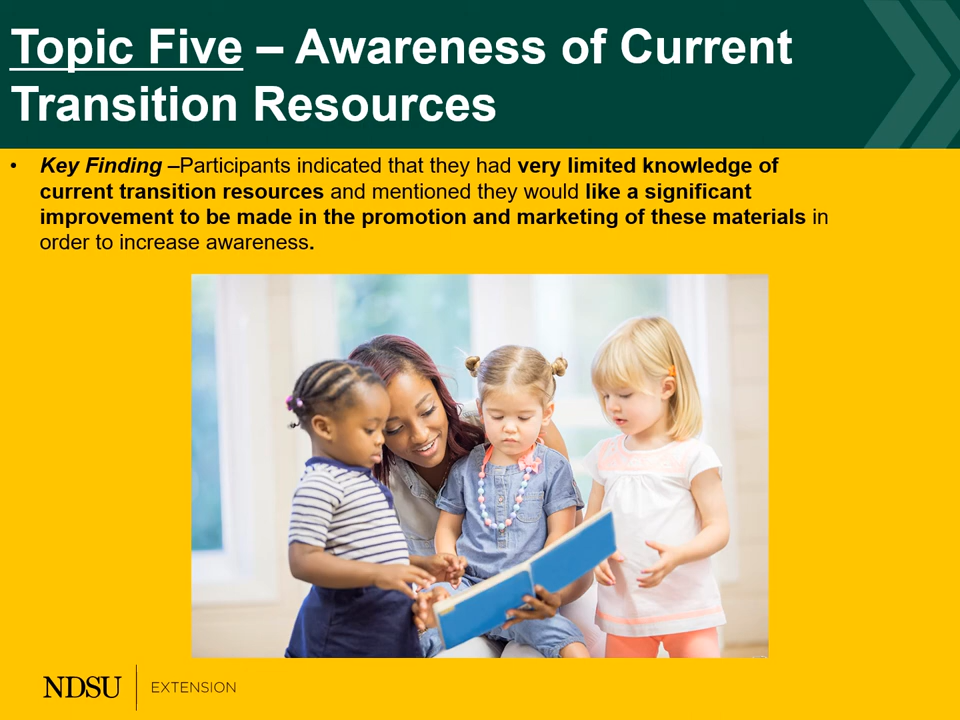 Topic Five – Awareness of Current
Transition Resources
• Key Finding –Participants indicated that they had very limited knowledge of
current transition resources and mentioned they would like a significant
improvement to be made in the promotion and marketing of these materials in
order to increase awareness.
NDSU EXTENSION